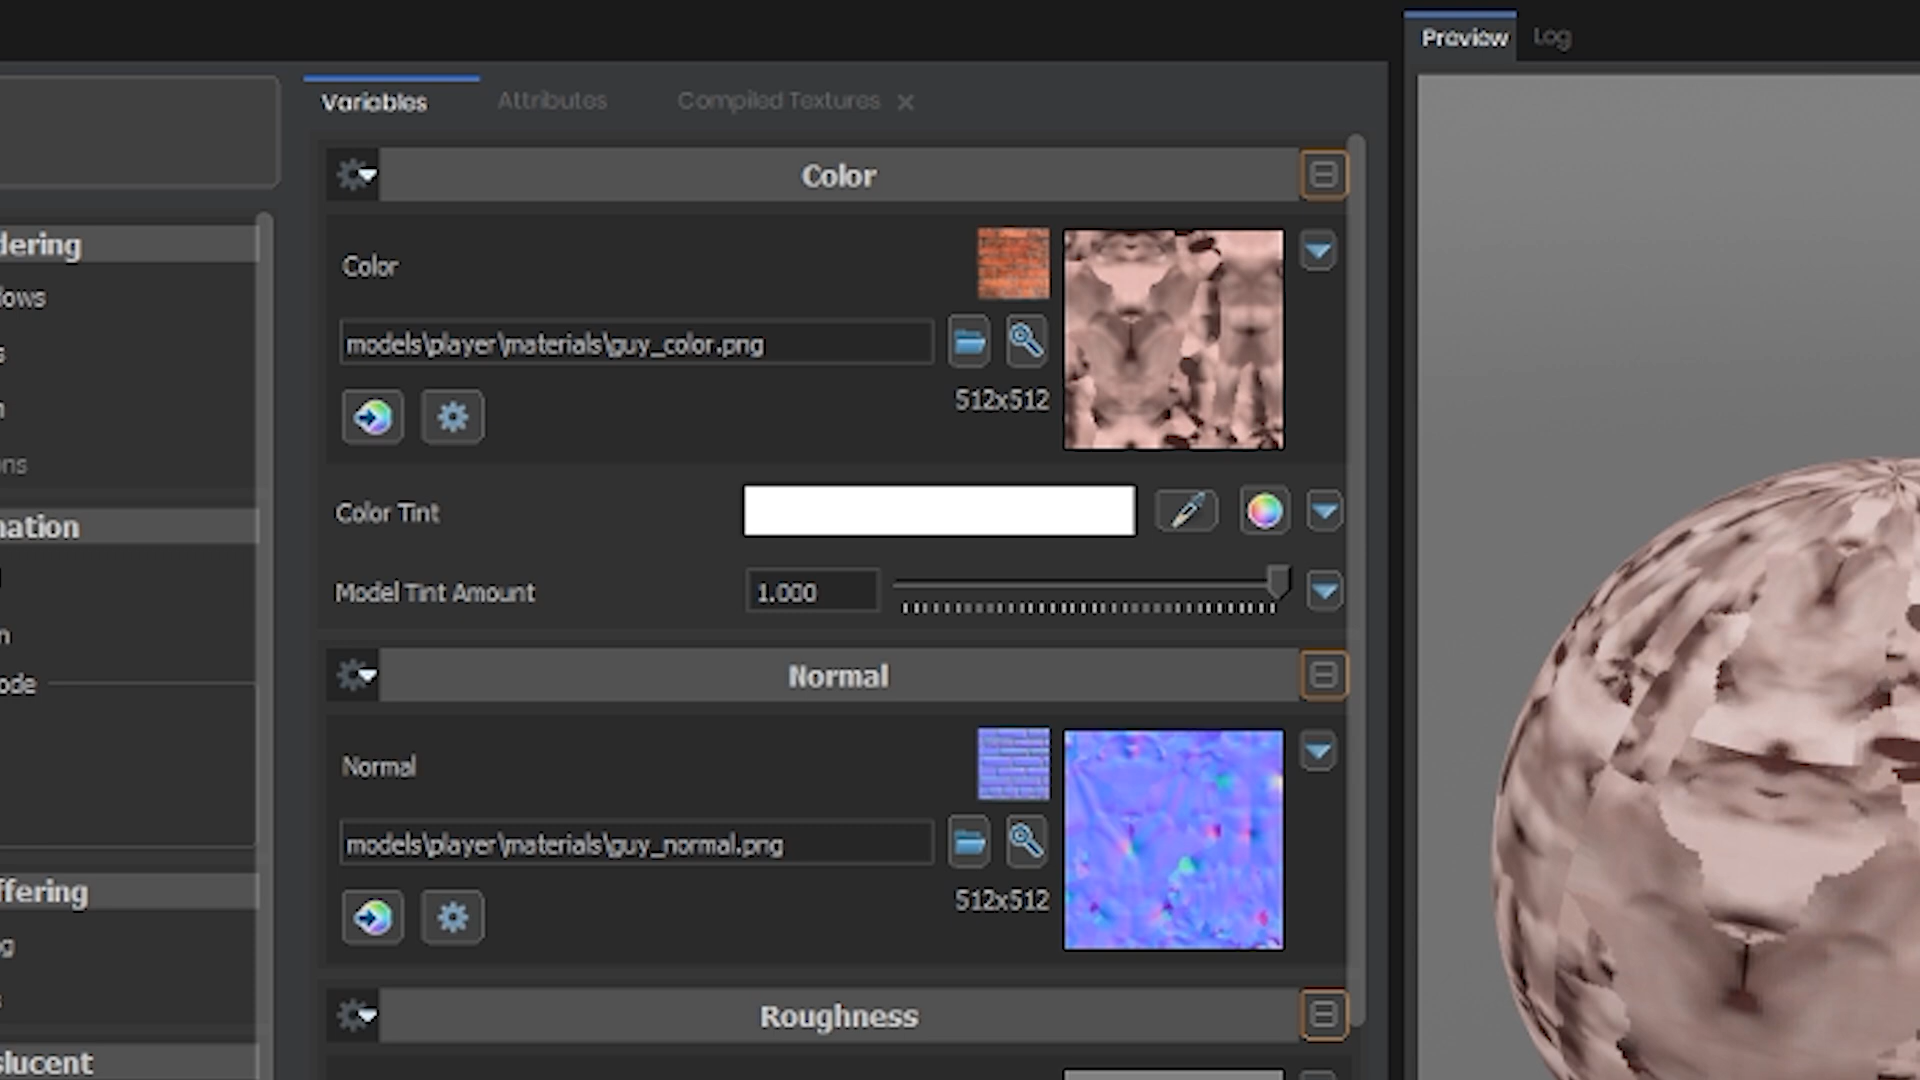 Preview Log
Variables Attributes Compiled Textures
Color
Color
models\player\materials\guy_color.png
512x512
Color Tint
Model Tint Amount 1.000
Normal
Normal
models\player\materials\guy_normal.png
512x512
Roughness
dering
lows
s
n
ons
nation
n
ode
ffering
g
s
slucent